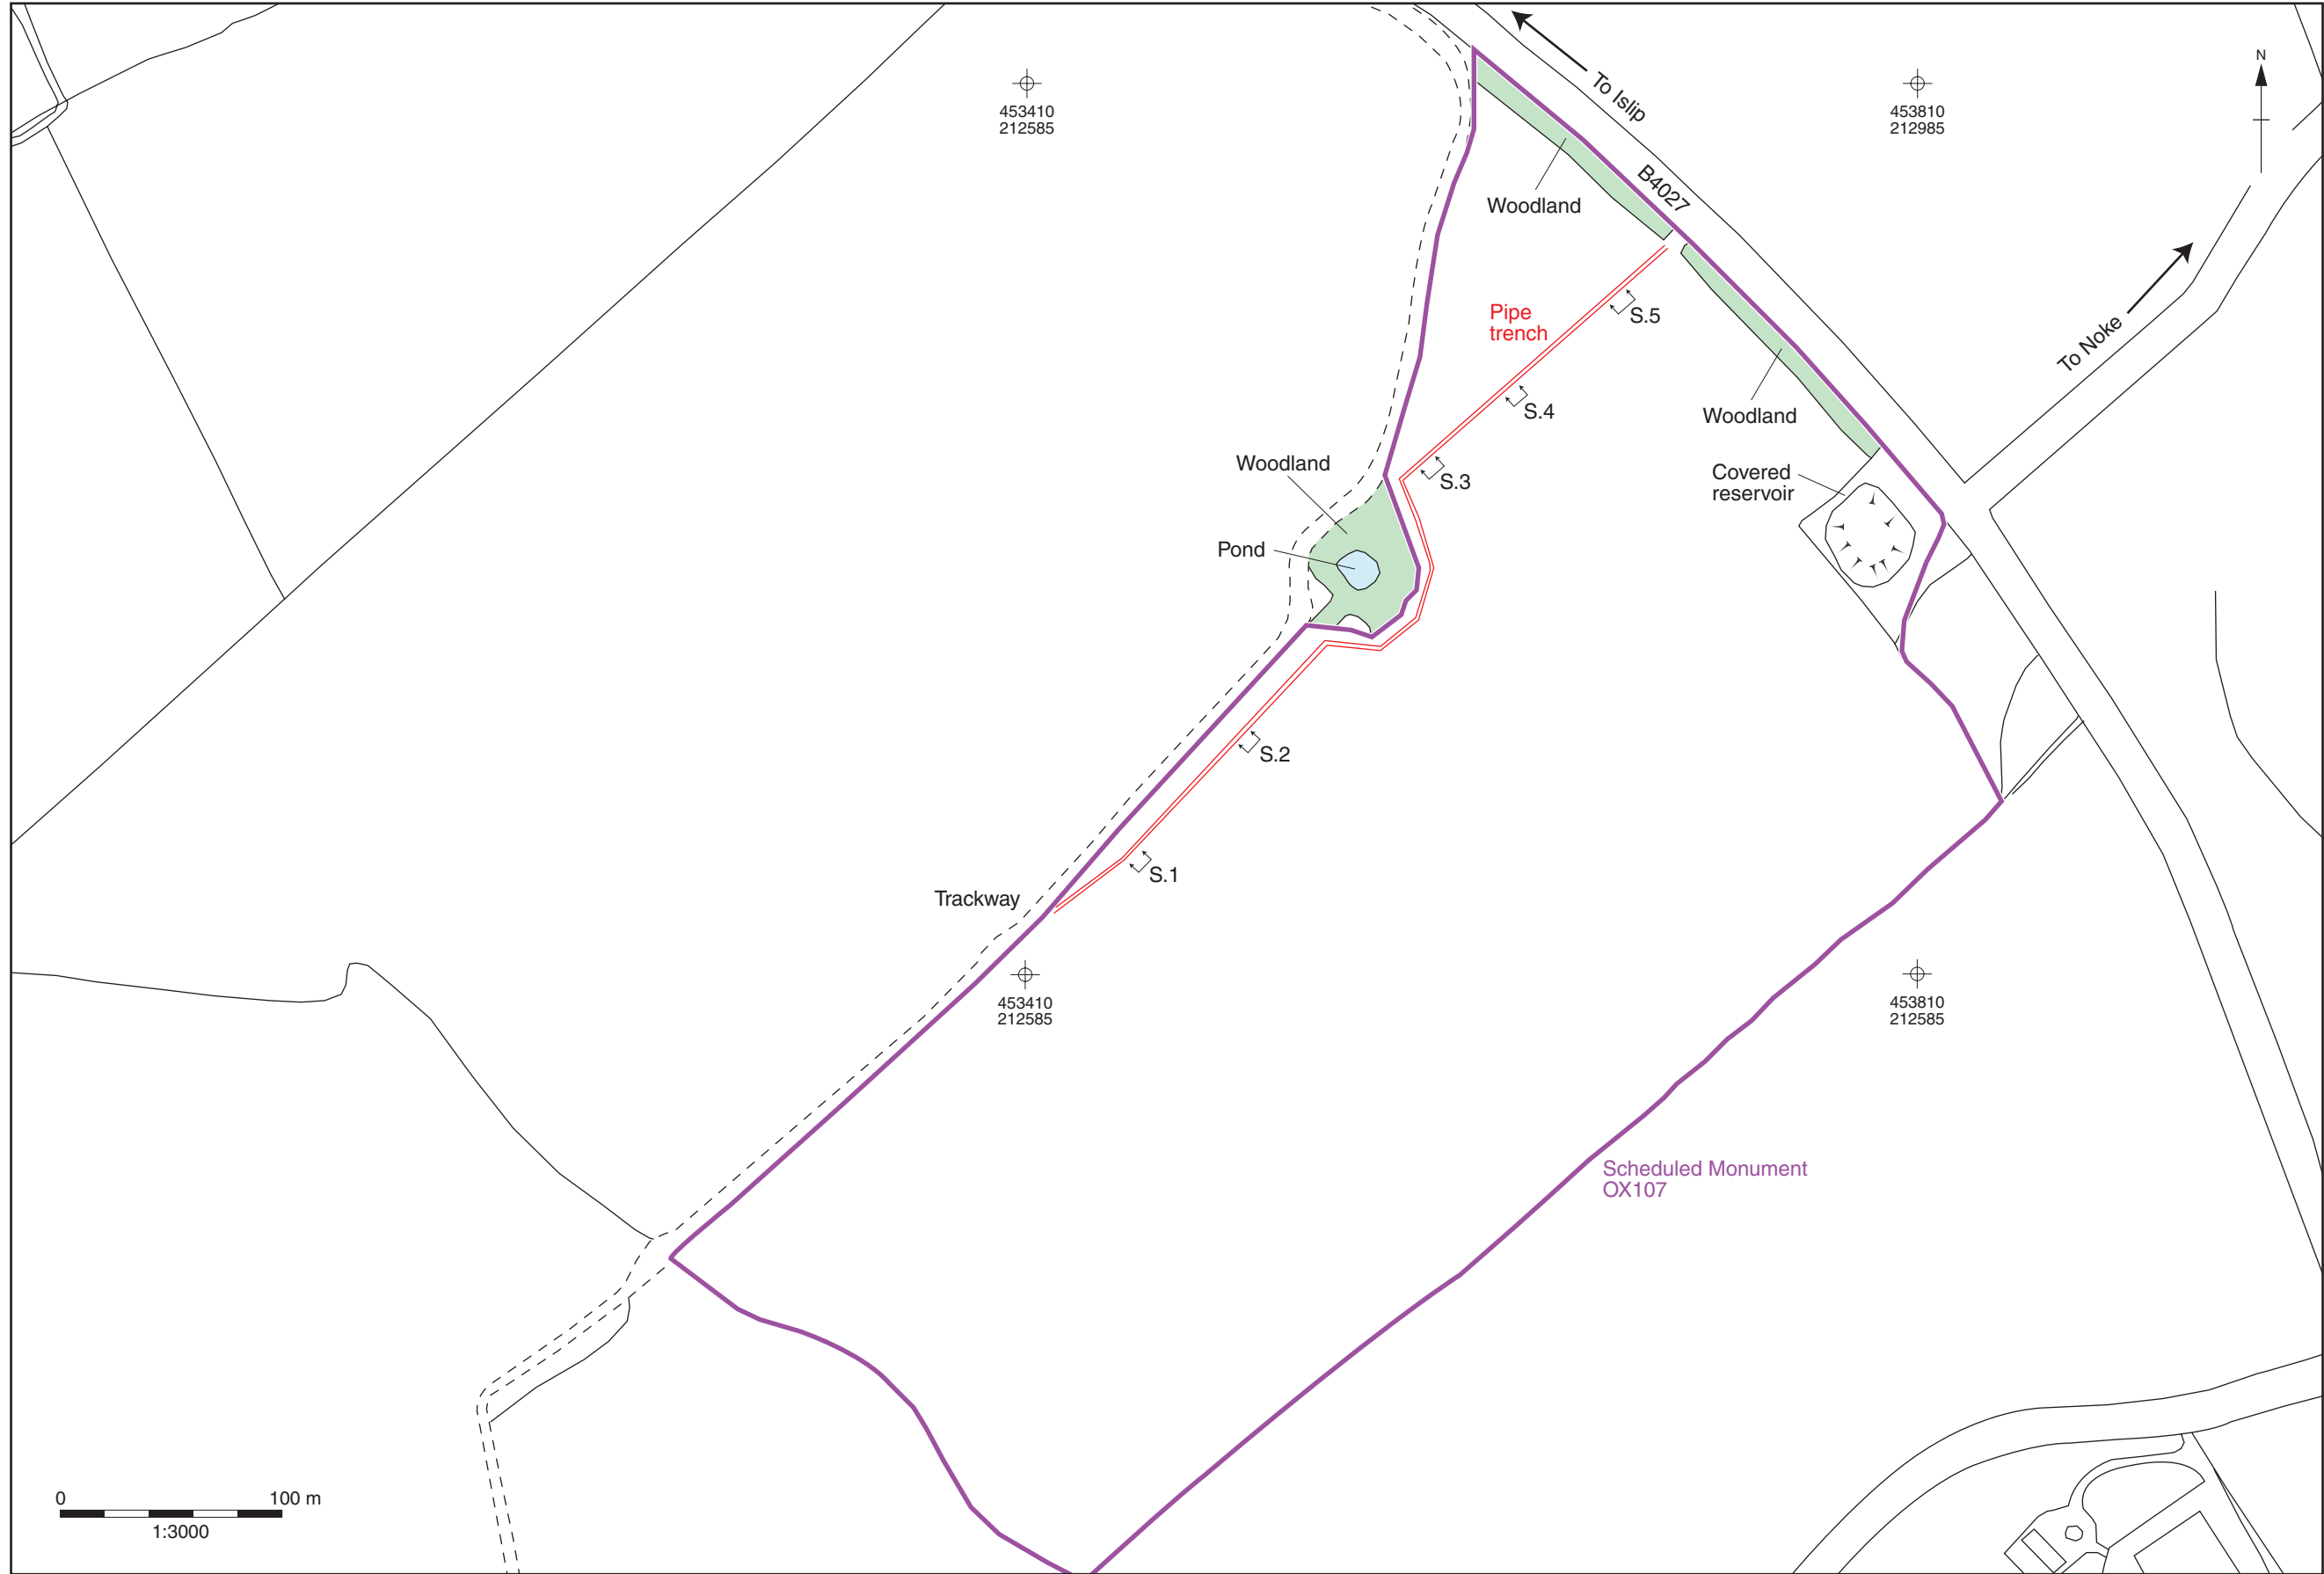 N
To Islip
453410
212585
453810
212985
Woodland
B4027
Pipe
trench
S.5
To Noke
S.4
Woodland
Woodland
Covered
reservoir
S.3
Pond
S.2
S.1
Trackway
453410
212585
453810
212585
Scheduled Monument
OX107
0
100 m
1:3000